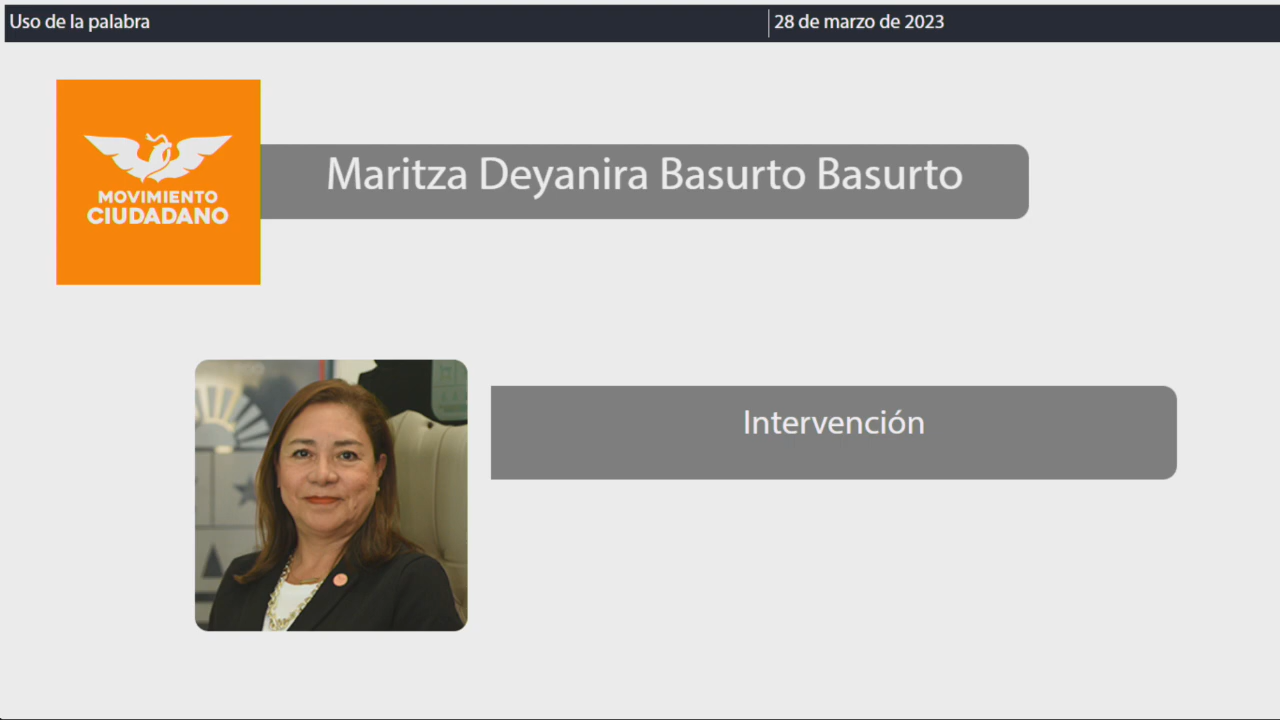 Uso de la palabra
28 de marzo de 2023
MOVIMIENTO
CIUDADANO
Maritza Deyanira Basurto Basurto
Intervención